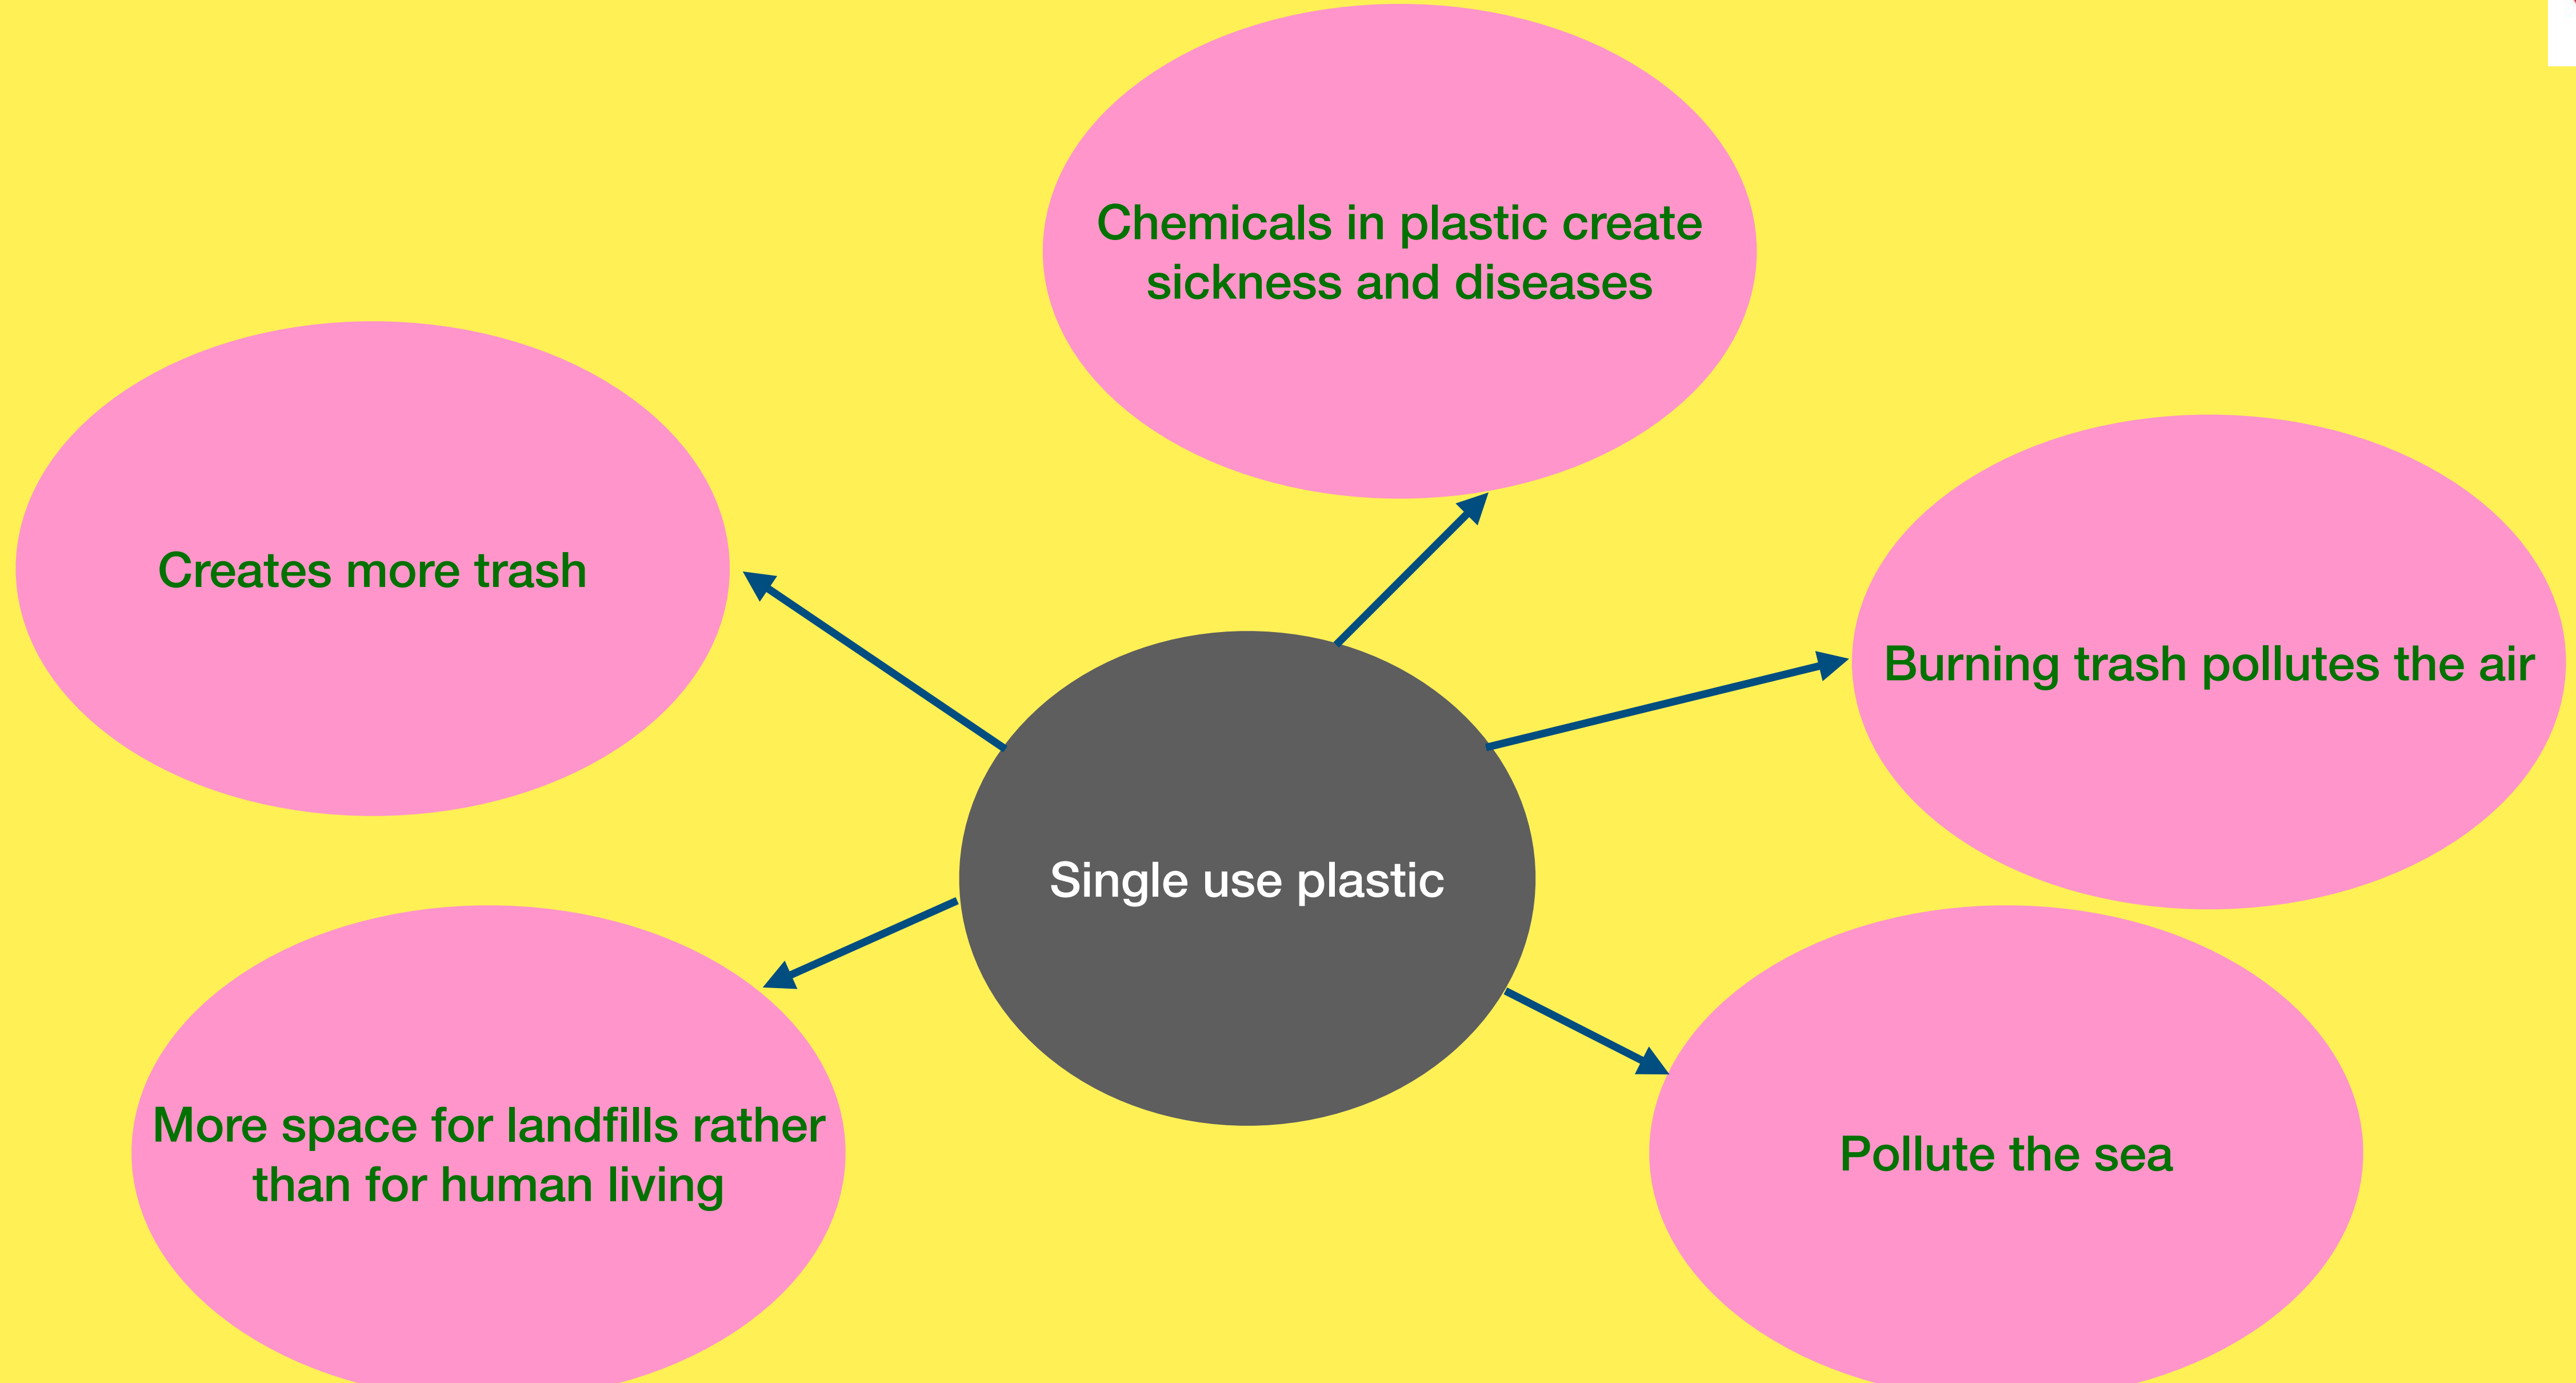 Chemicals in plastic create
sickness and diseases
Creates more trash
Burning trash pollutes the air
Single use plastic
More space for landfills rather
than for human living
Pollute the sea